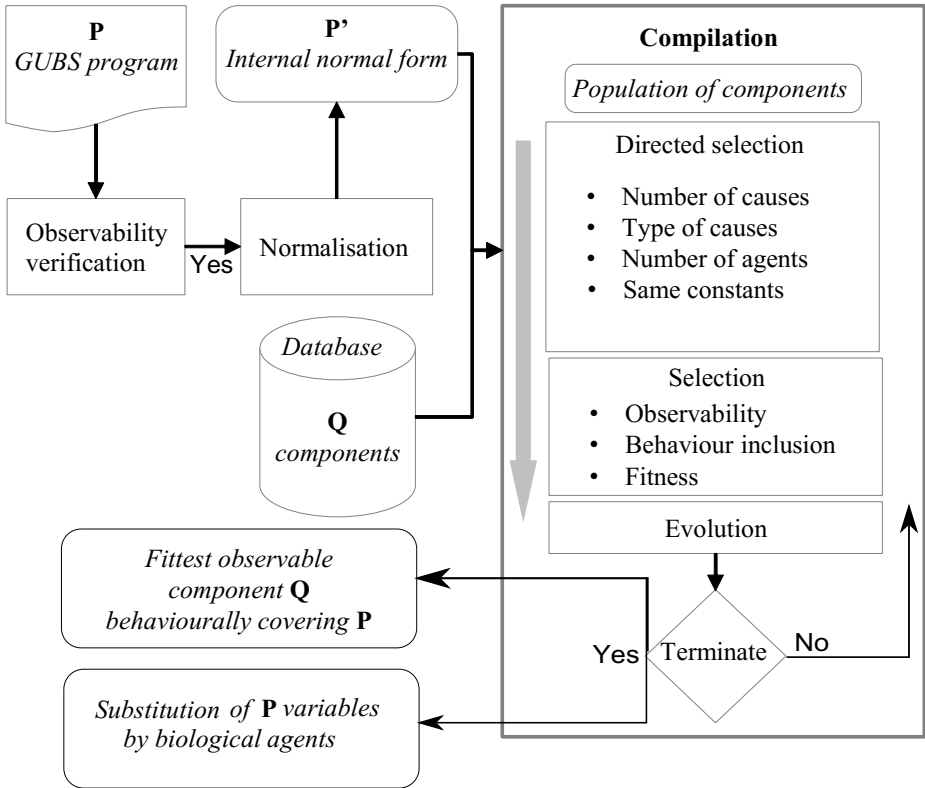 P
GUBS program
Observability
verification
Yes
Normalisation
P’
Internal normal form
Database
Q
components
Compilation
Population of components
Directed selection
• Number of causes
• Type of causes
• Number of agents
• Same constants
Selection
• Observability
• Behaviour inclusion
• Fitness
Evolution
Terminate
No
Yes
Fittest observable
component Q
behaviourally covering P
Substitution of P variables
by biological agents